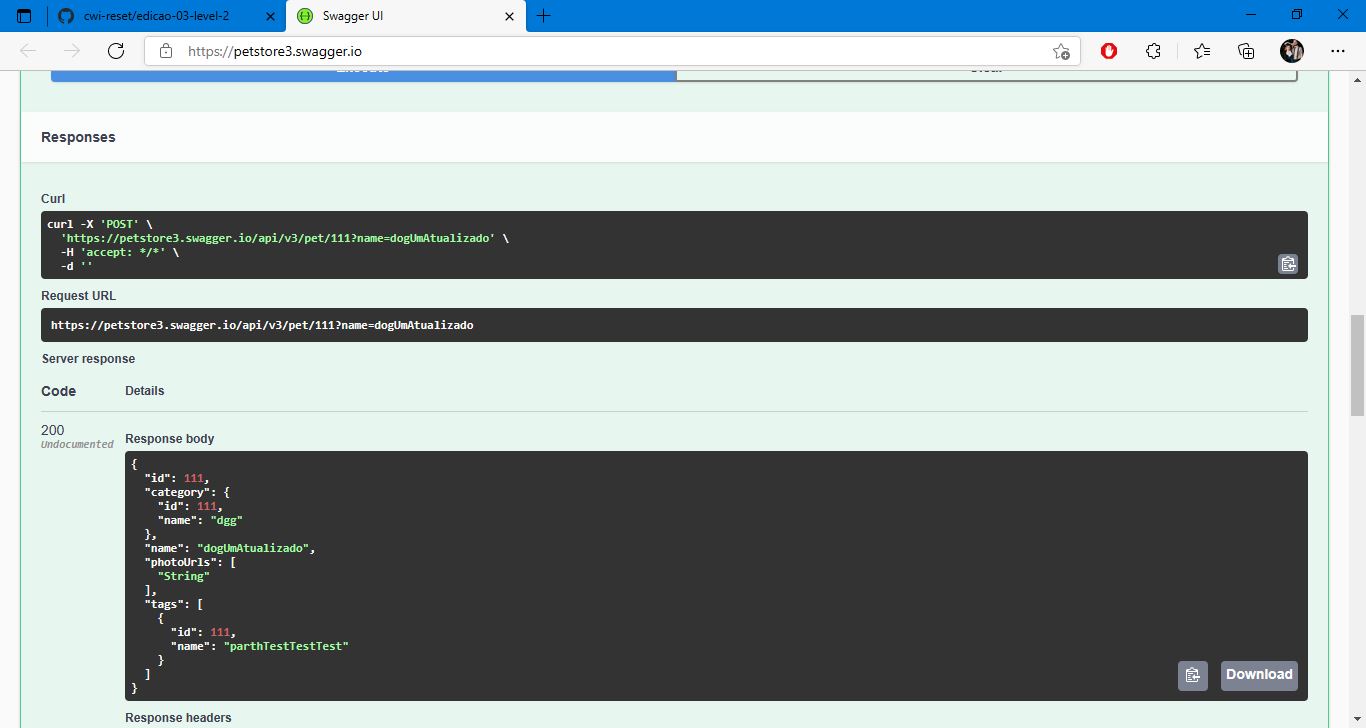 cwi-reset/edicao-03-level-2
Swagger UI
https://petstore3.swagger.io
Execute
Clear
Responses
Curl
curl -X 'POST' \
'https://petstore3.swagger.io/api/v3/pet/111?name=dogUmAtualizado' \
-H 'accept: */*' \
-d ''
Request URL
https://petstore3.swagger.io/api/v3/pet/111?name=dogUmAtualizado
Server response
Code Details
200
Undocumented
Response body
{
"id": 111,
"category": {
"id": 111,
"name": "dgg"
},
"name": "dogUmAtualizado",
"photoUrls": [
"String"
],
"tags": [
{
"id": 111,
"name": "parthTestTestTest"
}
]
}
Download
Response headers